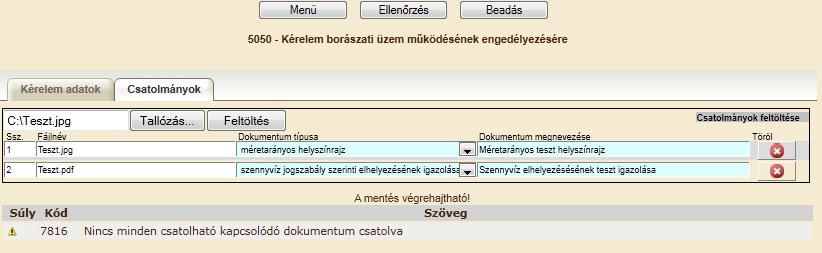 Menü Ellenőrzés Beadás
5050 - Kérelem borászati üzem működésének engedélyezésére
Kérelem adatok Csatolmányok
C:\Teszt.jpg Tallózás... Feltöltés Csatolmányok feltöltése
Ssz. Fájlnév Dokumentum típusa Dokumentum megnevezése Töröl
1 Teszt.jpg méretarányos helyszínrajz Méretarányos teszt helyszínrajz
2 Teszt.pdf szennyvíz jogszabály szerinti elhelyezésének igazolása Szennyvíz elhelyezésésének teszt igazolása
A mentés végrehajtható!
Súly Kód Szöveg
7816 Nincs minden csatolható kapcsolódó dokumentum csatolva